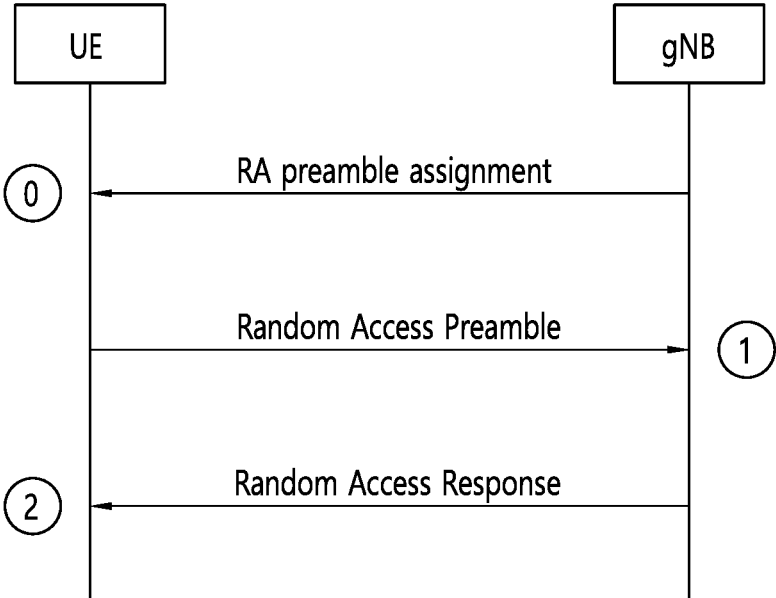 UE
gNB
RA preamble assignment
0
Random Access Preamble
1
Random Access Response
2